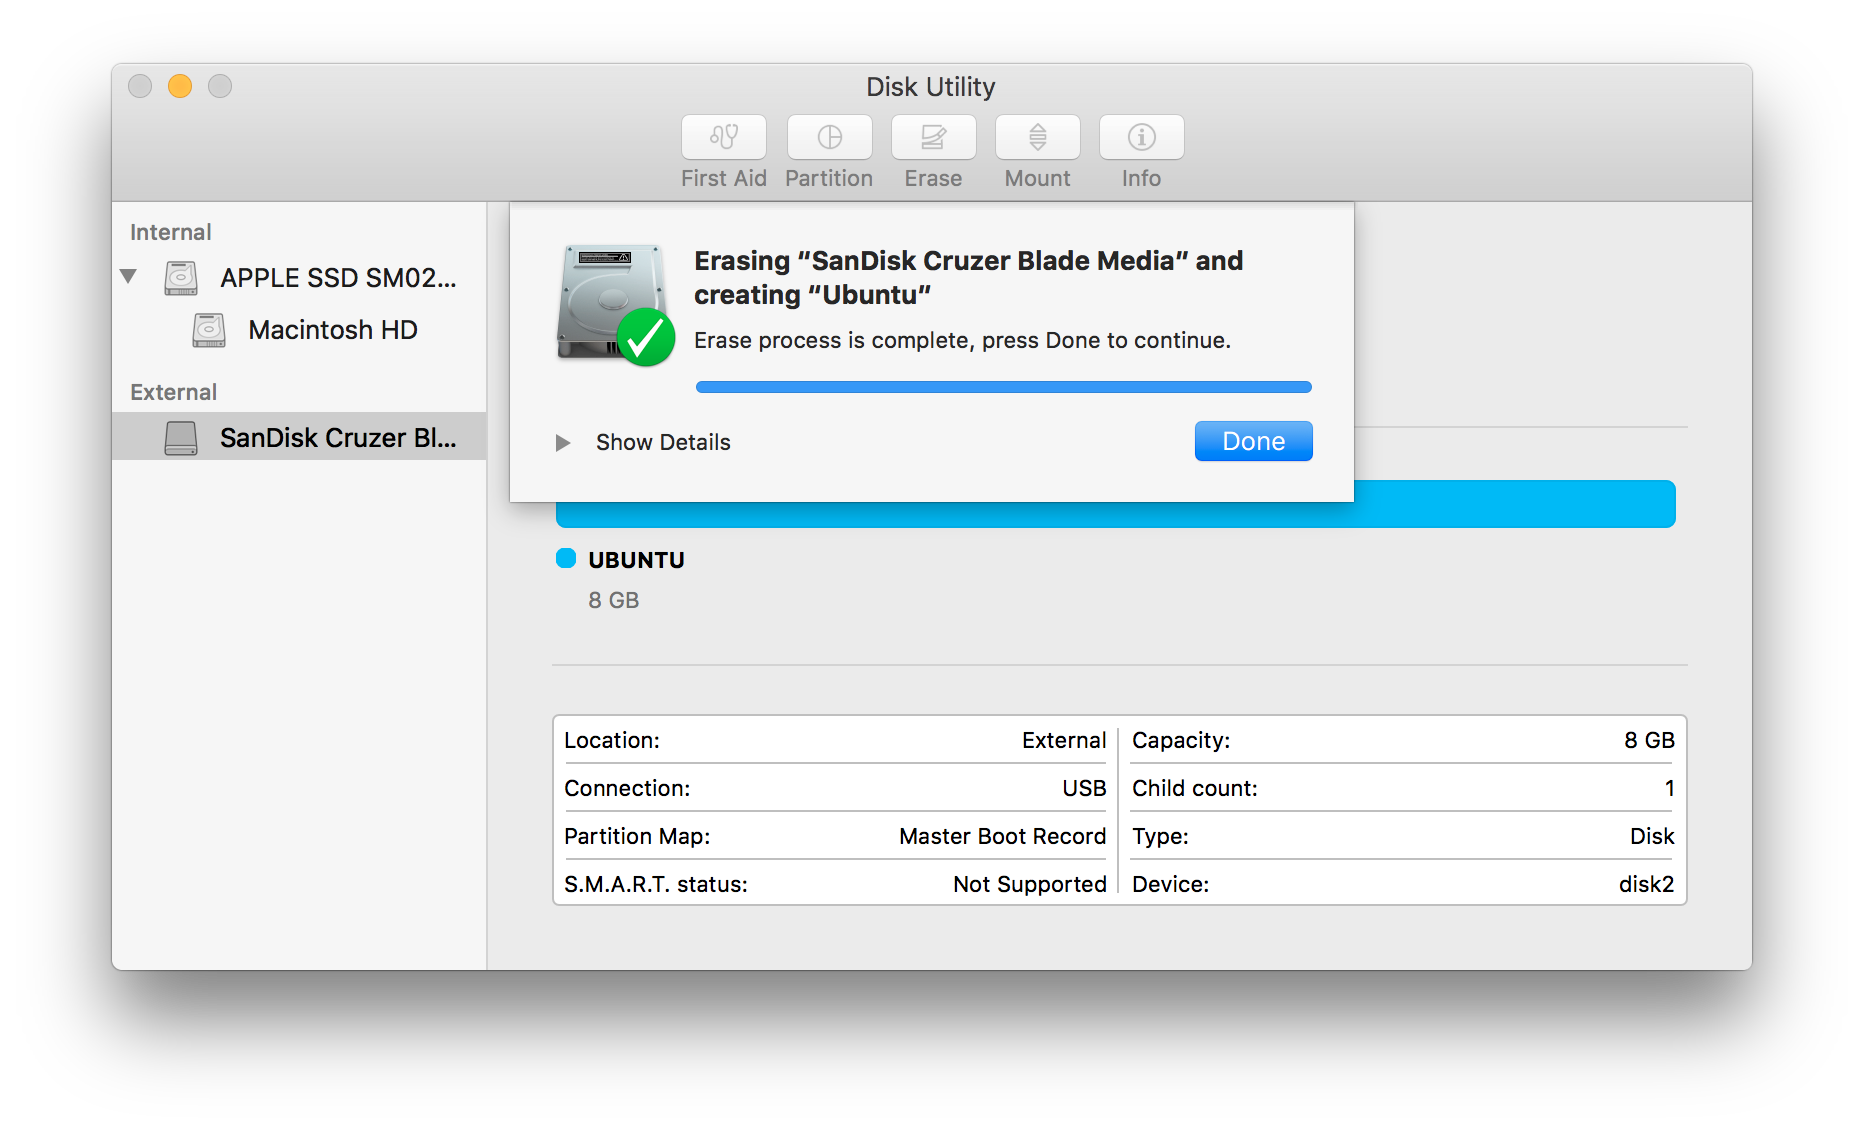 Disk Utility
First Aid
Partition
Erase
Mount
Info
Internal
APPLE SSD SM02...
Macintosh HD
External
SanDisk Cruzer Bl...
Erasing “SanDisk Cruzer Blade Media” and
creating “Ubuntu”
Erase process is complete, press Done to continue.
Show Details
Done
UBUNTU
8 GB
Location: External
Capacity: 8 GB
Connection: USB
Child count: 1
Partition Map: Master Boot Record
Type: Disk
S.M.A.R.T. status: Not Supported
Device: disk2